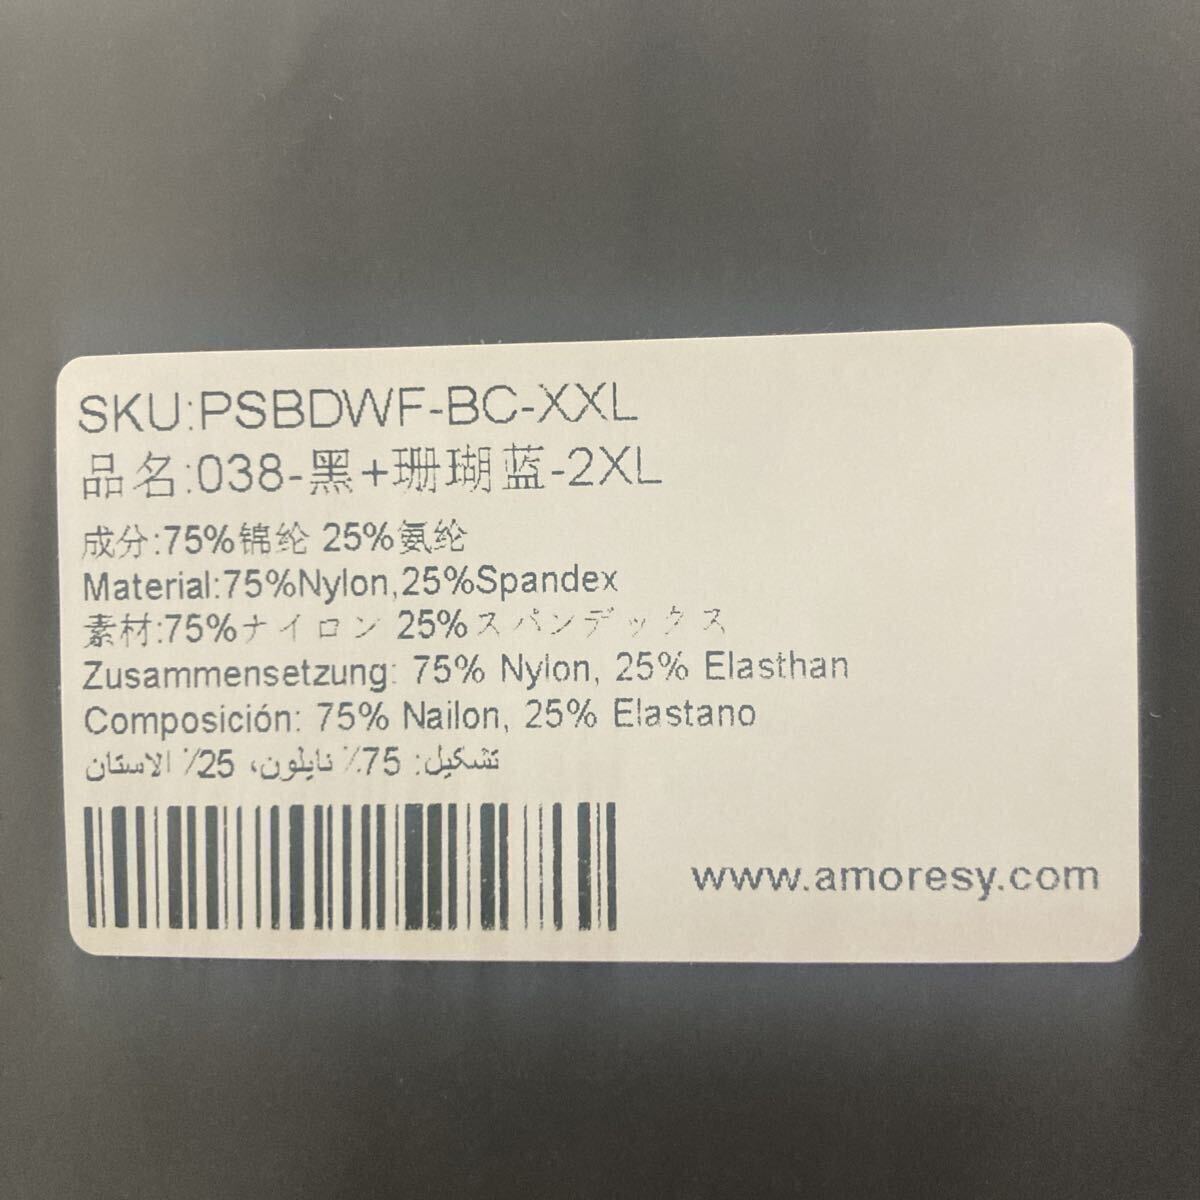 SKU:PSBDWF-BC-XXL
品名:038-黑+珊瑚蓝-2XL
成分:75%锦纶 25%氨纶
Material:75%Nylon,25%Spandex
素材:75%ナイロン 25%スパンデックス
Zusammensetzung: 75% Nylon, 25% Elasthan
Composición: 75% Nailon, 25% Elastano
تشكيل: 75٪ نايلون، 25٪ الاستان
www.amoresy.com